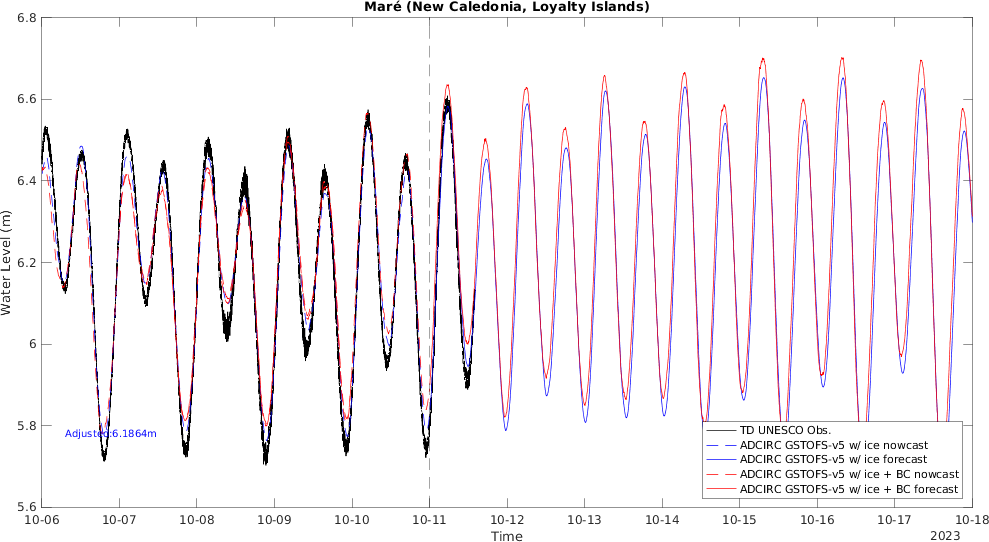 Maré (New Caledonia, Loyalty Islands)
6.8
6.6
6.4
6.2
6
5.8
5.6
Water Level (m)
Adjusted:6.1864m
TD UNESCO Obs.
ADCIRC GSTOFS-v5 w/ ice nowcast
ADCIRC GSTOFS-v5 w/ ice forecast
ADCIRC GSTOFS-v5 w/ ice + BC nowcast
ADCIRC GSTOFS-v5 w/ ice + BC forecast
10-06 10-07 10-08 10-09 10-10 10-11 10-12 10-13 10-14 10-15 10-16 10-17 10-18
Time
2023